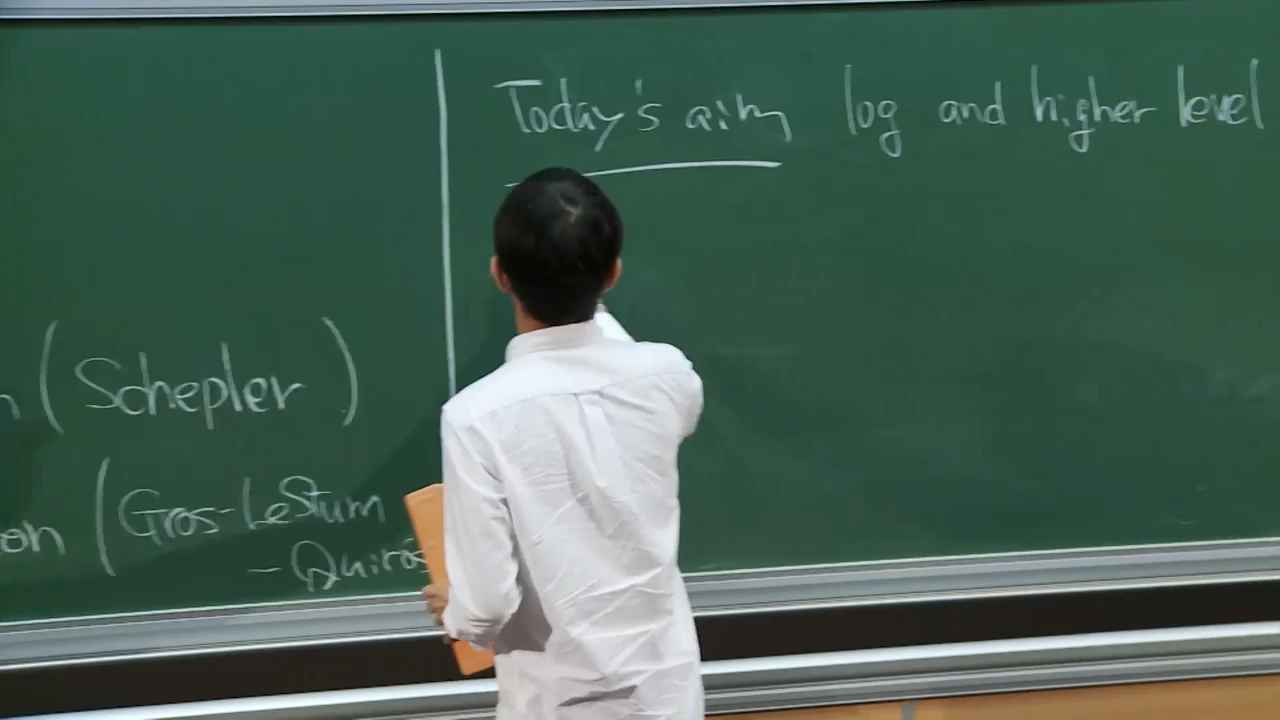 (Schepler)
(Gros-LeStum
- Quirós
Today's aim log and higher level